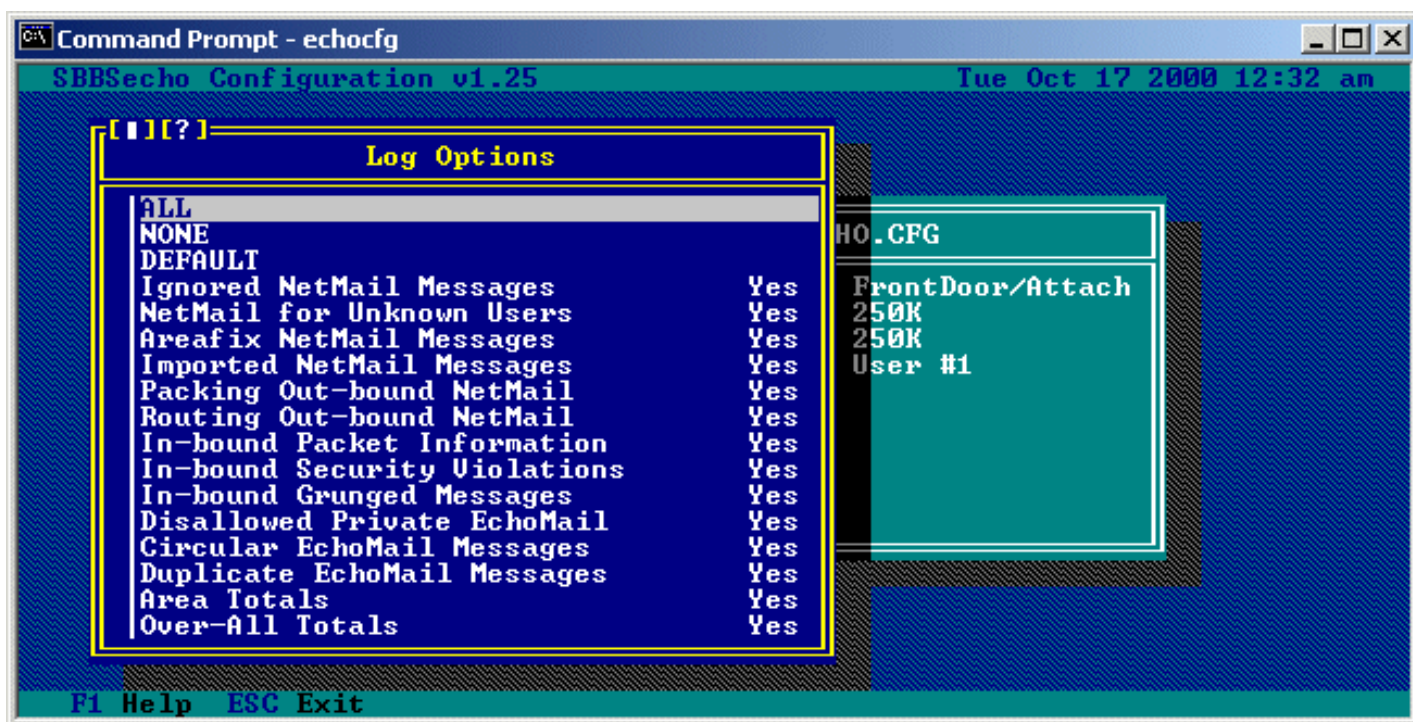 Command Prompt - echocfg
SBBSecho Configuration v1.25 Tue Oct 17 2000 12:32 am
[▮][?]
Log Options
ALL
NONE
DEFAULT
Ignored NetMail Messages Yes
NetMail for Unknown Users Yes
Areafix NetMail Messages Yes
Imported NetMail Messages Yes
Packing Out-bound NetMail Yes
Routing Out-bound NetMail Yes
In-bound Packet Information Yes
In-bound Security Violations Yes
In-bound Grunged Messages Yes
Disallowed Private EchoMail Yes
Circular EchoMail Messages Yes
Duplicate EchoMail Messages Yes
Area Totals Yes
Over-All Totals Yes
HO.CFG
FrontDoor/Attach
250K
250K
User #1
F1 Help ESC Exit